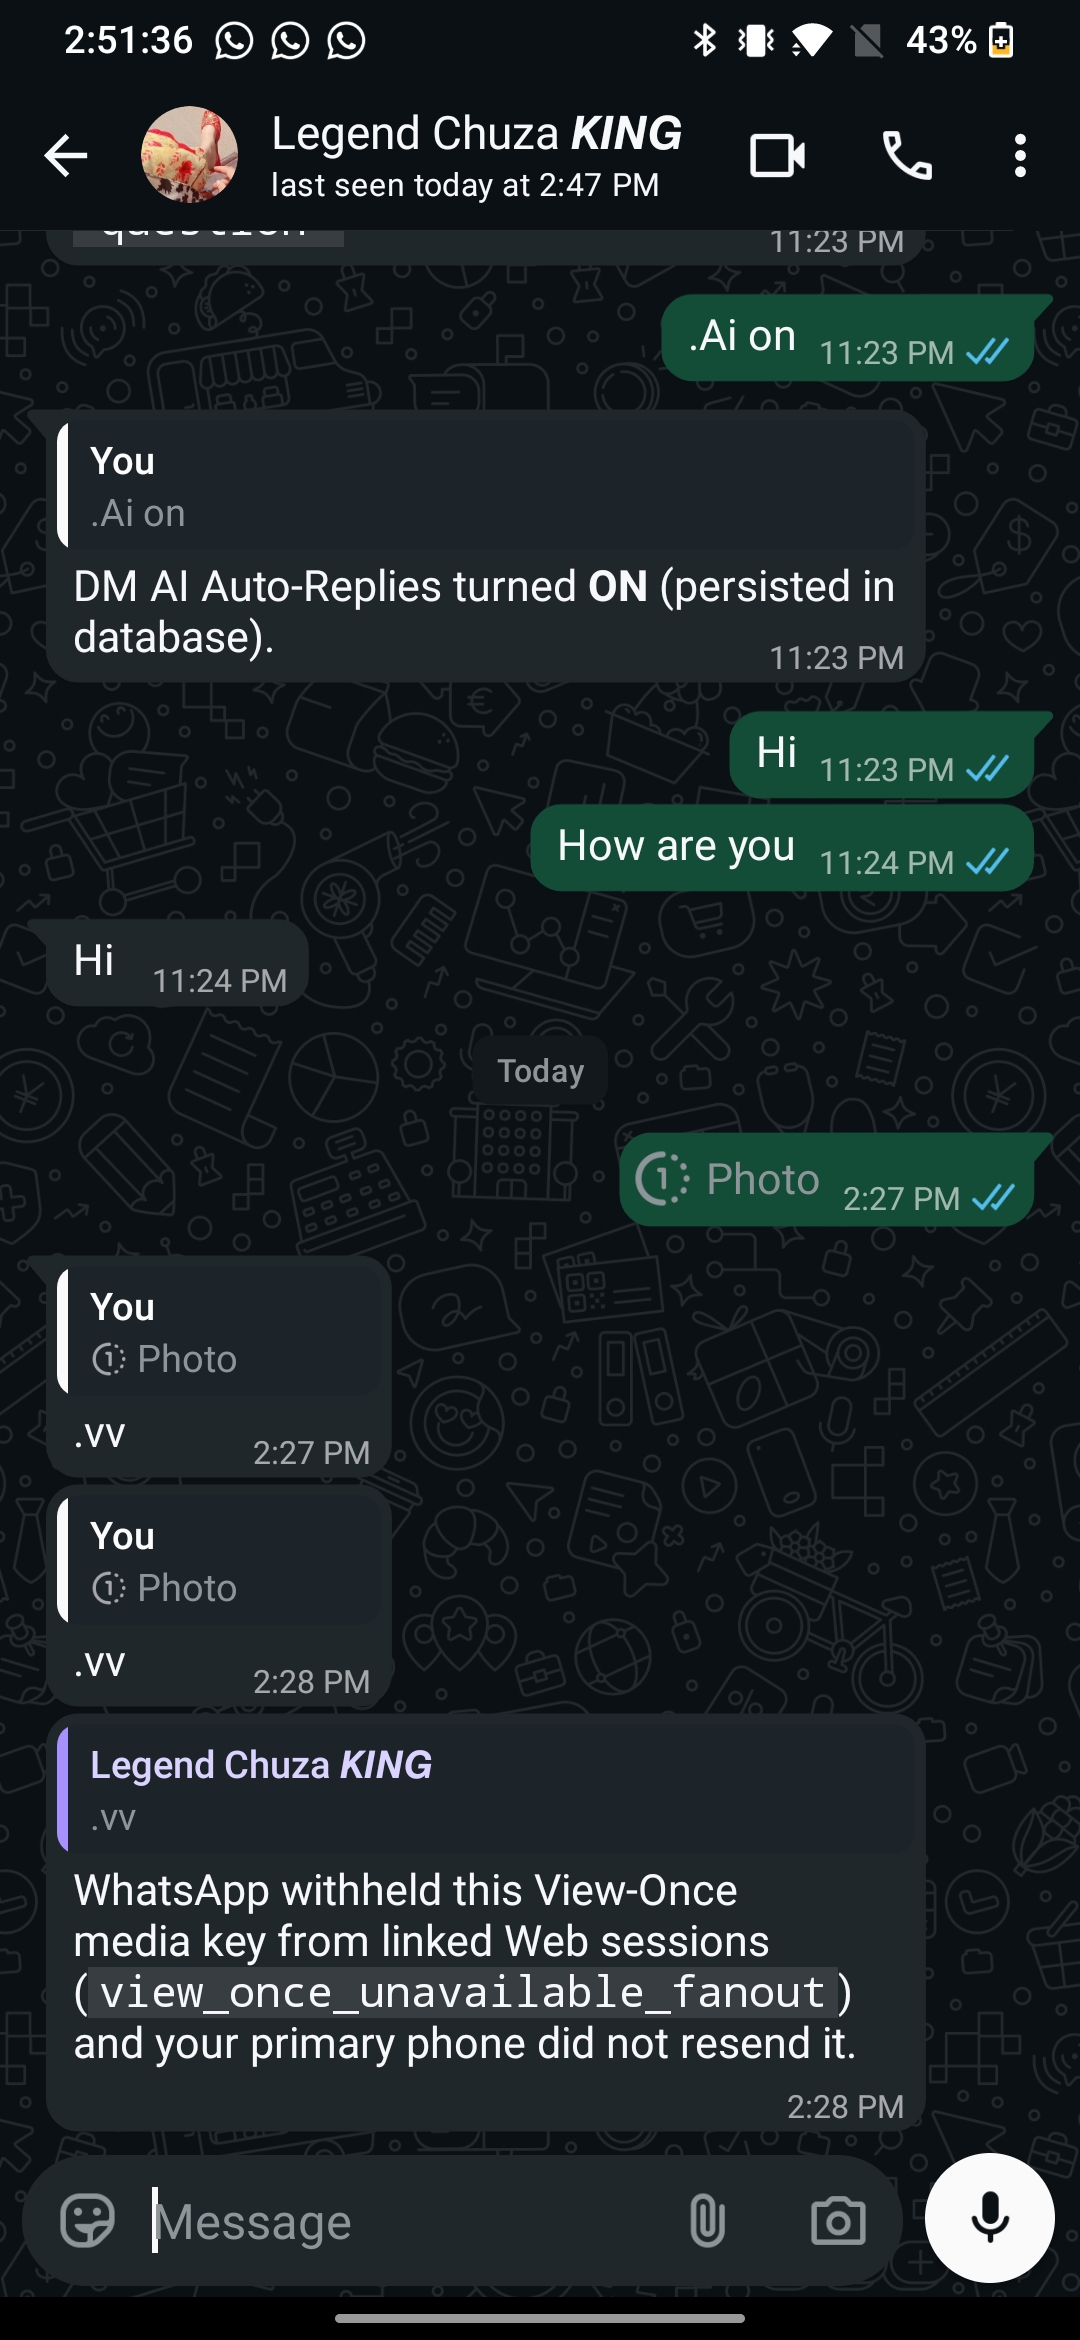 2:51:36
43%
Legend Chuza KING
last seen today at 2:47 PM
question
11:23 PM
.Ai on 11:23 PM
You
.Ai on
DM AI Auto-Replies turned ON (persisted in
database).
11:23 PM
Hi 11:23 PM
How are you 11:24 PM
Hi 11:24 PM
Today
1 Photo 2:27 PM
You
1 Photo
.vv 2:27 PM
You
1 Photo
.vv 2:28 PM
Legend Chuza KING
.vv
WhatsApp withheld this View-Once
media key from linked Web sessions
(view_once_unavailable_fanout)
and your primary phone did not resend it.
2:28 PM
Message